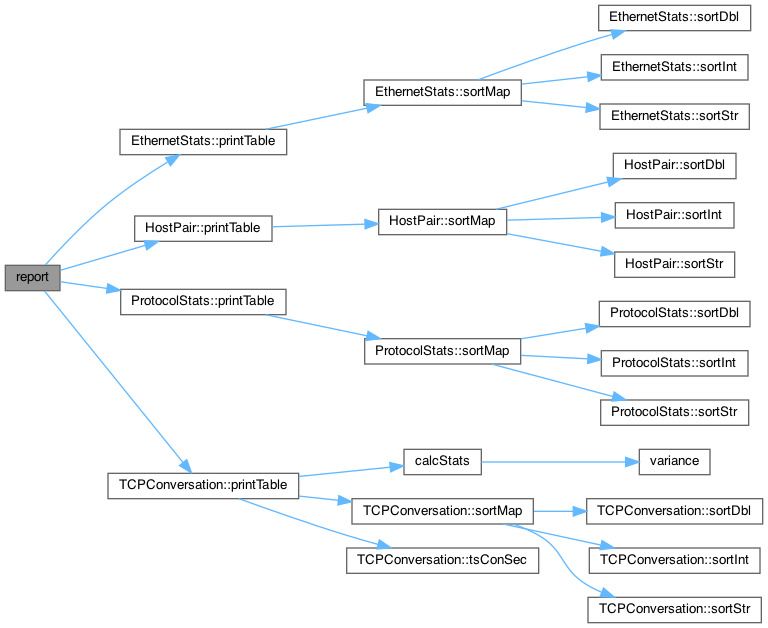 report
EthernetStats::printTable
EthernetStats::sortMap
EthernetStats::sortDbl
EthernetStats::sortInt
EthernetStats::sortStr
HostPair::printTable
HostPair::sortMap
HostPair::sortDbl
HostPair::sortInt
HostPair::sortStr
ProtocolStats::printTable
ProtocolStats::sortMap
ProtocolStats::sortDbl
ProtocolStats::sortInt
ProtocolStats::sortStr
TCPConversation::printTable
calcStats
variance
TCPConversation::sortMap
TCPConversation::sortDbl
TCPConversation::sortInt
TCPConversation::sortStr
TCPConversation::tsConSec